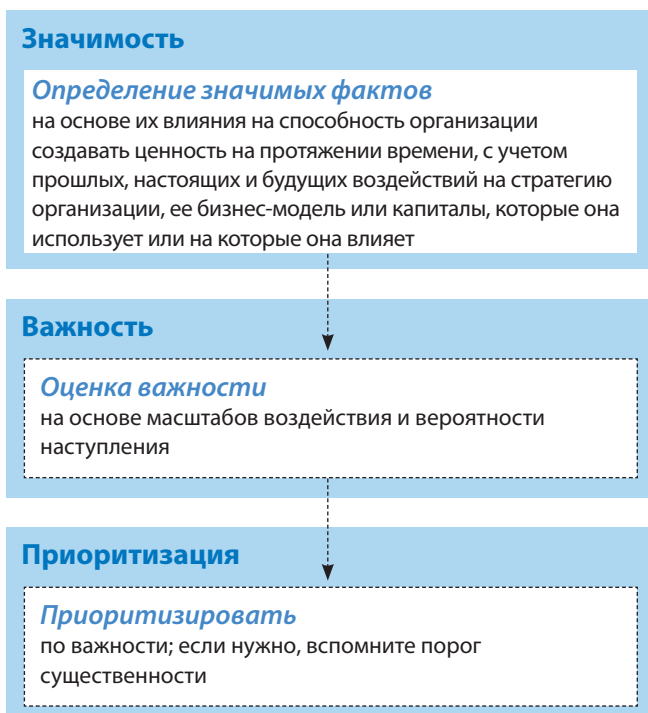 Значимость
Определение значимых фактов
на основе их влияния на способность организации
создавать ценность на протяжении времени, с учетом
прошлых, настоящих и будущих воздействий на стратегию
организации, ее бизнес-модель или капиталы, которые она
использует или на которые она влияет
Важность
Оценка важности
на основе масштабов воздействия и вероятности
наступления
Приоритизация
Приоритизировать
по важности; если нужно, вспомните порог
существенности